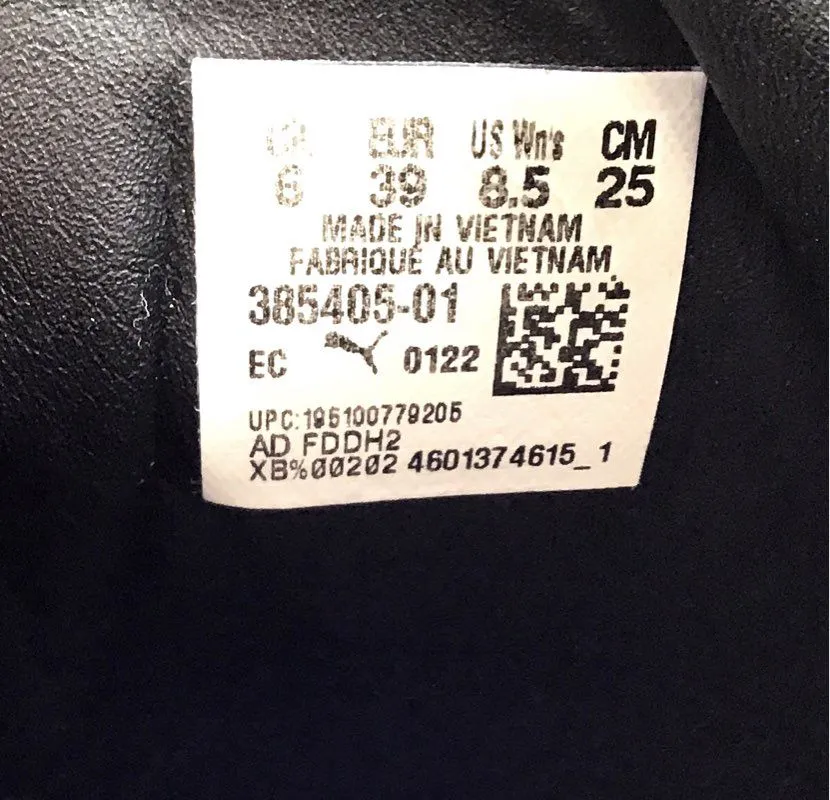 UK EUR US Wn's CM
6 39 8.5 25
MADE IN VIETNAM
FABRIQUÉ AU VIETNAM
385405-01
EC 0122
UPC:195100779205
AD FDDH2
XB%00202 4601374615_1